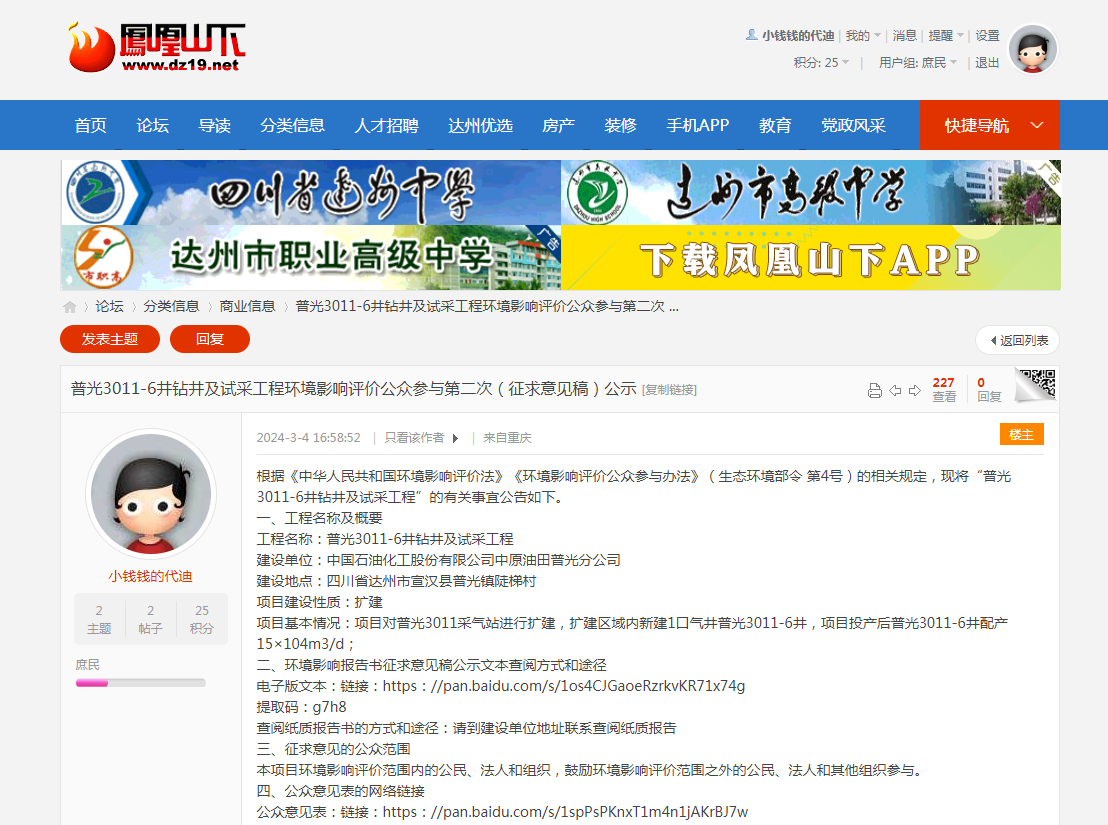 鳳凰山下
www.dz19.net
小钱钱的代迪 | 我的 | 消息 | 提醒 | 设置
积分: 25 | 用户组: 庶民 | 退出
首页 论坛 导读 分类信息 人才招聘 达州优选 房产 装修 手机APP 教育 党政风采 快捷导航
四川省达州中學 达州市高级中学 广告
市职高 达州市职业高级中学 广告 下载凤凰山下APP
论坛 › 分类信息 › 商业信息 › 普光3011-6井钻井及试采工程环境影响评价公众参与第二次 ...
发表主题 回复 返回列表
普光3011-6井钻井及试采工程环境影响评价公众参与第二次（征求意见稿）公示 [复制链接]
227 0
查看 回复
2024-3-4 16:58:52 | 只看该作者 | 来自重庆 楼主
小钱钱的代迪
2 2 25
主题 帖子 积分
庶民
根据《中华人民共和国环境影响评价法》《环境影响评价公众参与办法》（生态环境部令 第4号）的相关规定，现将“普光
3011-6井钻井及试采工程”的有关事宜公告如下。
一、工程名称及概要
工程名称：普光3011-6井钻井及试采工程
建设单位：中国石油化工股份有限公司中原油田普光分公司
建设地点：四川省达州市宣汉县普光镇陡梯村
项目建设性质：扩建
项目基本情况：项目对普光3011采气站进行扩建，扩建区域内新建1口气井普光3011-6井，项目投产后普光3011-6井配产
15×104m3/d；
二、环境影响报告书征求意见稿公示文本查阅方式和途径
电子版文本：链接：https：//pan.baidu.com/s/1os4CJGaoeRzrkvKR71x74g
提取码：g7h8
查阅纸质报告书的方式和途径：请到建设单位地址联系查阅纸质报告
三、征求意见的公众范围
本项目环境影响评价范围内的公民、法人和组织，鼓励环境影响评价范围之外的公民、法人和其他组织参与。
四、公众意见表的网络链接
公众意见表：链接：https：//pan.baidu.com/s/1spPsPKnxT1m4n1jAKrBJ7w